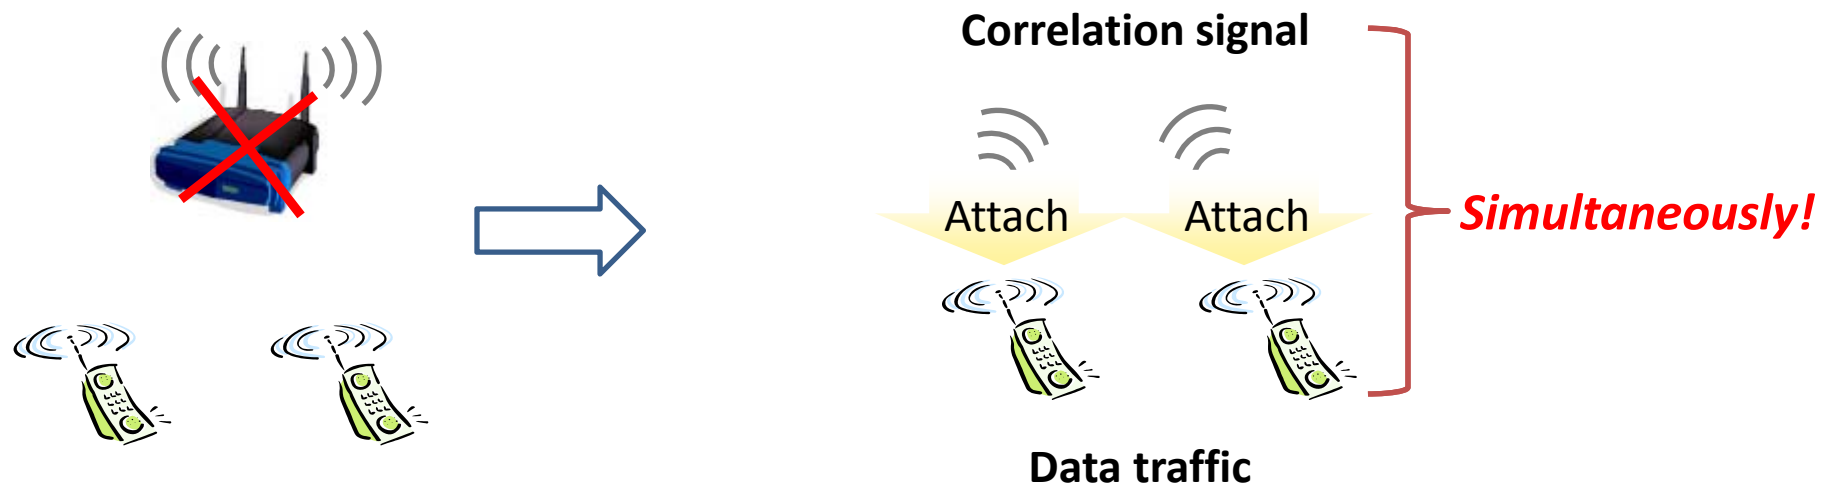 Correlation signal
Attach Attach
Simultaneously!
Data traffic